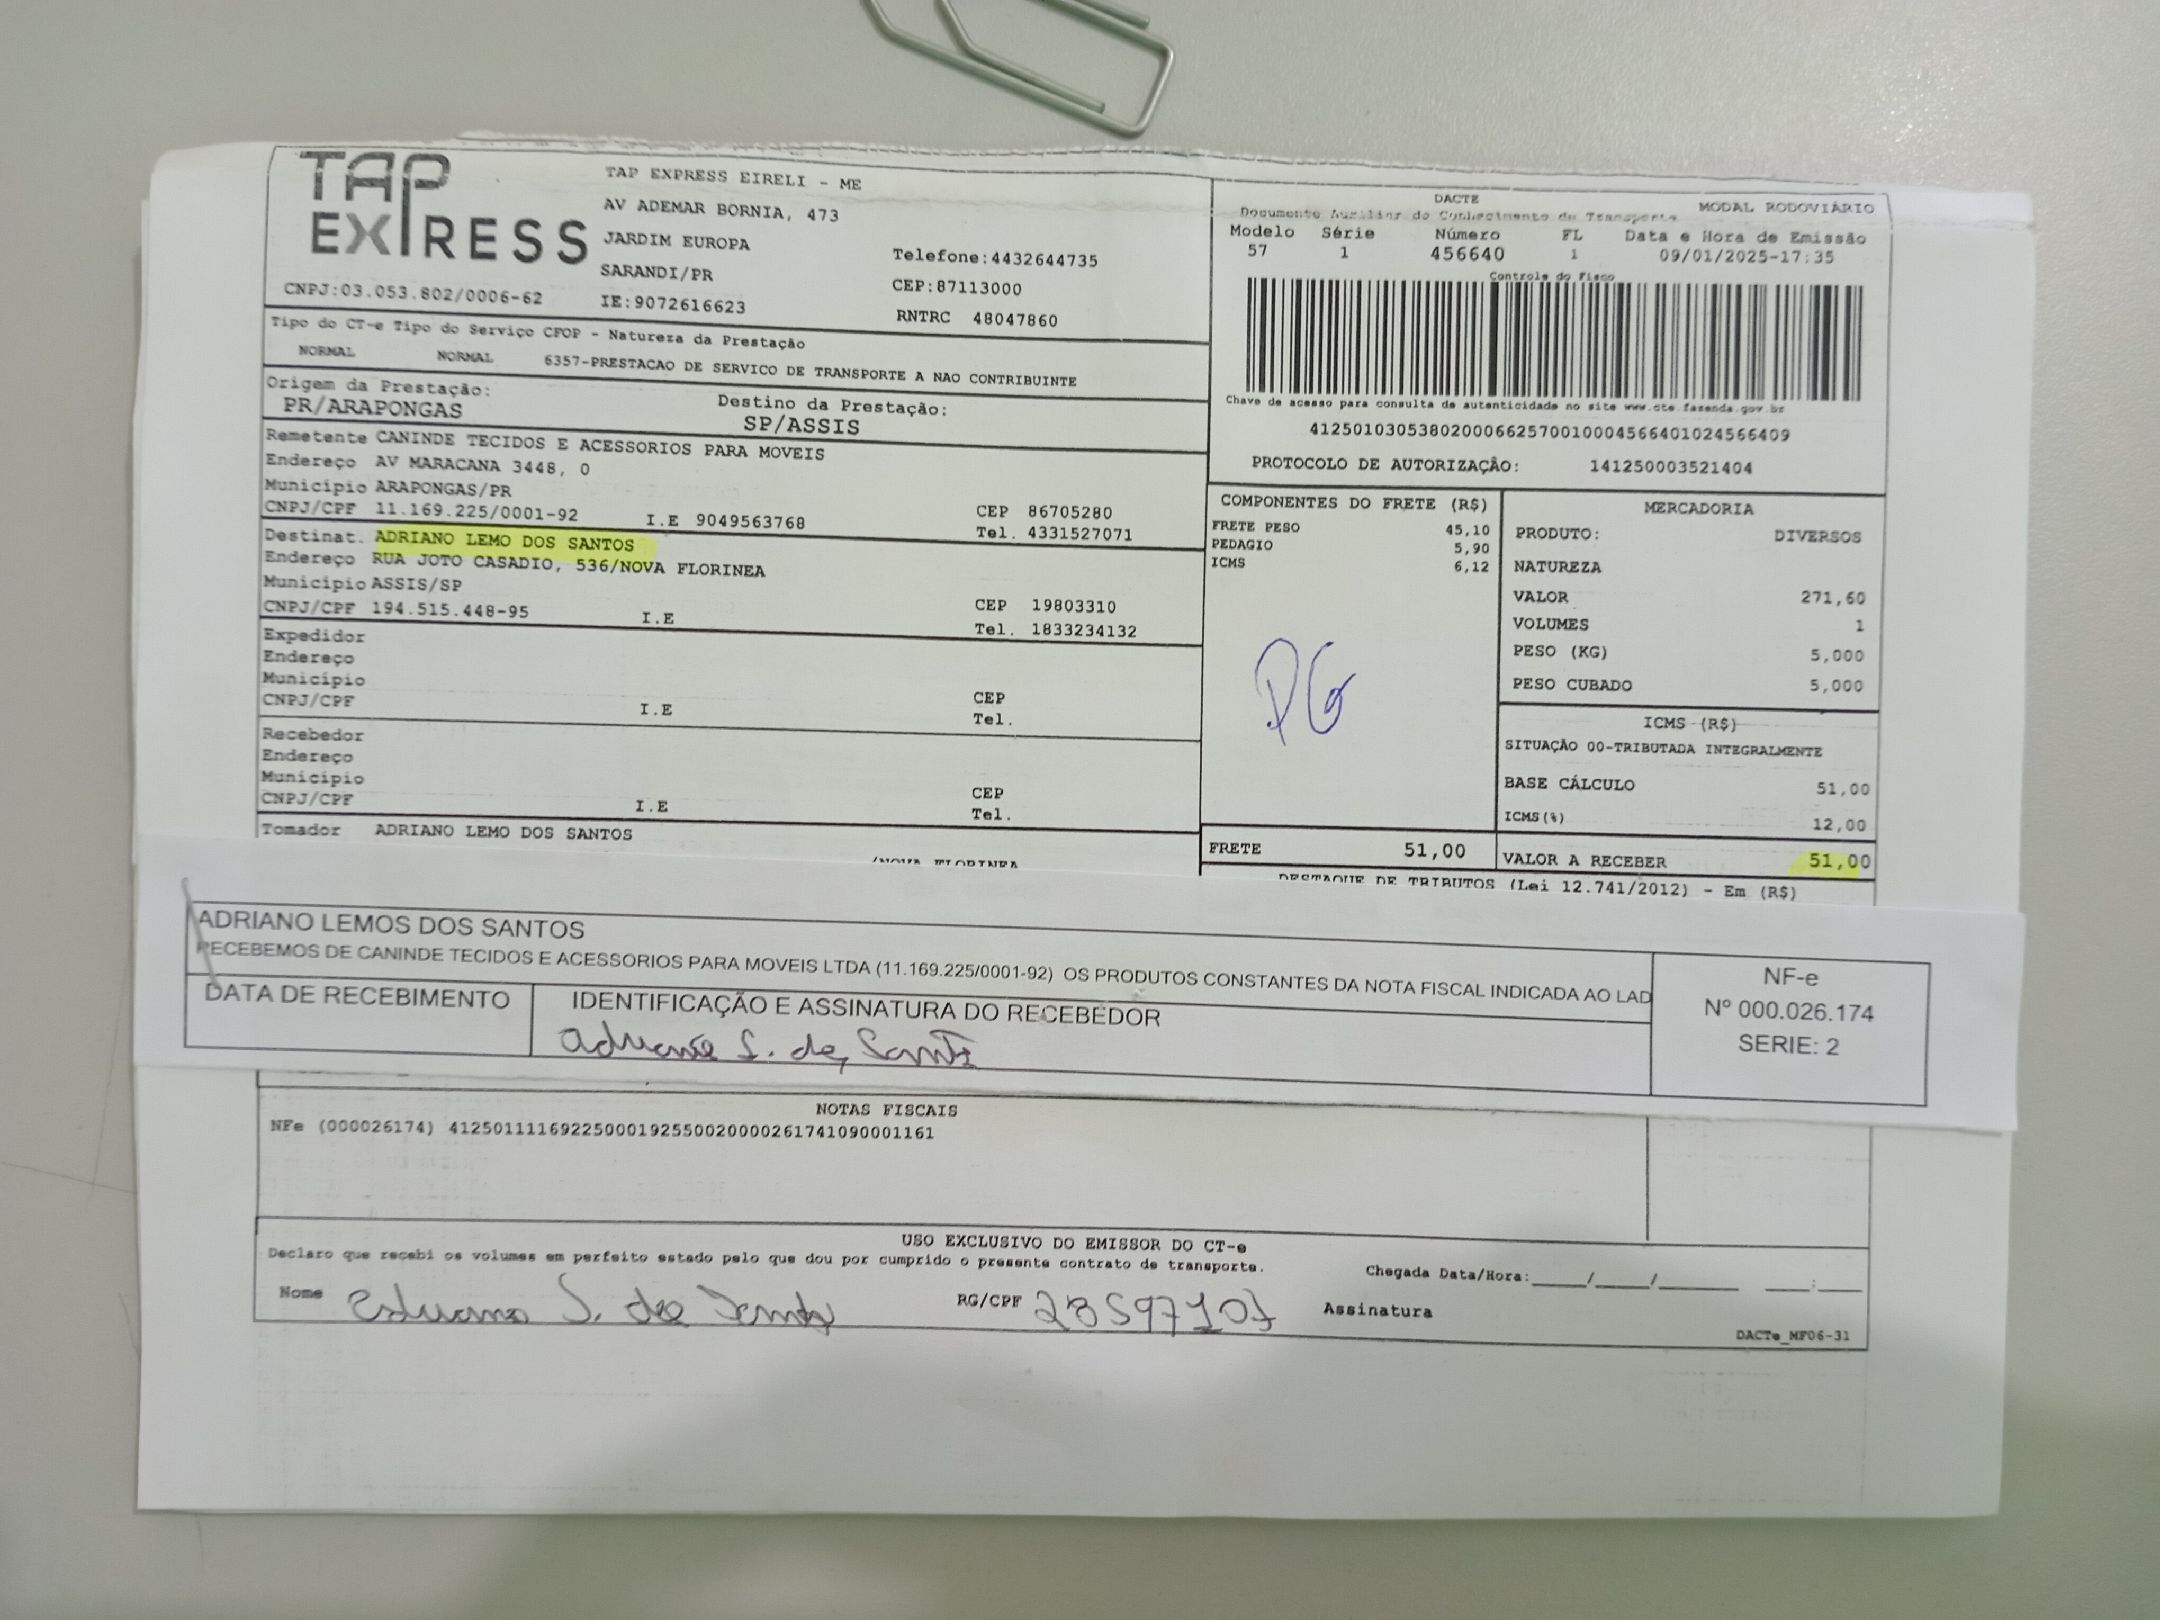 TAP EXPRESS
TAP EXPRESS EIRELI - ME
AV ADEMAR BORNIA, 473
JARDIM EUROPA
SARANDI/PR
IE:9072616623
Telefone:4432644735
CEP:87113000
RNTRC 48047860
CNPJ:03.053.802/0006-62
DACTE
MODAL RODOVIÁRIO
Documento Auxiliar do Conhecimento de Transporte
Modelo Série Número FL Data e Hora de Emissão
57 1 456640 1 09/01/2025-17:35
Controle do Fisco
Chave de acesso para consulta de autenticidade no site www.cte.fazenda.gov.br
41250103053802000662570010004566401024566409
PROTOCOLO DE AUTORIZAÇÃO: 141250003521404
Tipo do CT-e Tipo do Serviço CFOP - Natureza da Prestação
NORMAL NORMAL 6357-PRESTACAO DE SERVICO DE TRANSPORTE A NAO CONTRIBUINTE
Origem da Prestação: Destino da Prestação:
PR/ARAPONGAS SP/ASSIS
Remetente CANINDE TECIDOS E ACESSORIOS PARA MOVEIS
Endereço AV MARACANA 3448, 0
Município ARAPONGAS/PR CEP 86705280
CNPJ/CPF 11.169.225/0001-92 I.E 9049563768 Tel. 4331527071
Destinat. ADRIANO LEMO DOS SANTOS
Endereço RUA JOTO CASADIO, 536/NOVA FLORINEA
Município ASSIS/SP CEP 19803310
CNPJ/CPF 194.515.448-95 I.E Tel. 1833234132
Expedidor
Endereço
Município CEP
CNPJ/CPF I.E Tel.
Recebedor
Endereço
Município CEP
CNPJ/CPF I.E Tel.
Tomador ADRIANO LEMO DOS SANTOS
/NOVA FLORINEA
COMPONENTES DO FRETE (R$)
FRETE PESO 45,10
PEDAGIO 5,90
ICMS 6,12
PG
FRETE 51,00
MERCADORIA
PRODUTO: DIVERSOS
NATUREZA
VALOR 271,60
VOLUMES 1
PESO (KG) 5,000
PESO CUBADO 5,000
ICMS (R$)
SITUAÇÃO 00-TRIBUTADA INTEGRALMENTE
BASE CÁLCULO 51,00
ICMS(%) 12,00
VALOR A RECEBER 51,00
DESTAQUE DE TRIBUTOS (Lei 12.741/2012) - Em (R$)
ADRIANO LEMOS DOS SANTOS
RECEBEMOS DE CANINDE TECIDOS E ACESSORIOS PARA MOVEIS LTDA (11.169.225/0001-92) OS PRODUTOS CONSTANTES DA NOTA FISCAL INDICADA AO LAD
DATA DE RECEBIMENTO IDENTIFICAÇÃO E ASSINATURA DO RECEBEDOR
NF-e
Nº 000.026.174
SERIE: 2
NOTAS FISCAIS
NFe (000026174) 41250111169225000192550020000261741090001161
USO EXCLUSIVO DO EMISSOR DO CT-e
Declaro que recebi os volumes em perfeito estado pelo que dou por cumprido o presente contrato de transporte.
Chegada Data/Hora:_____/_____/_______ ____:____
Nome RG/CPF 28597107 Assinatura
DACTe_MF06-31